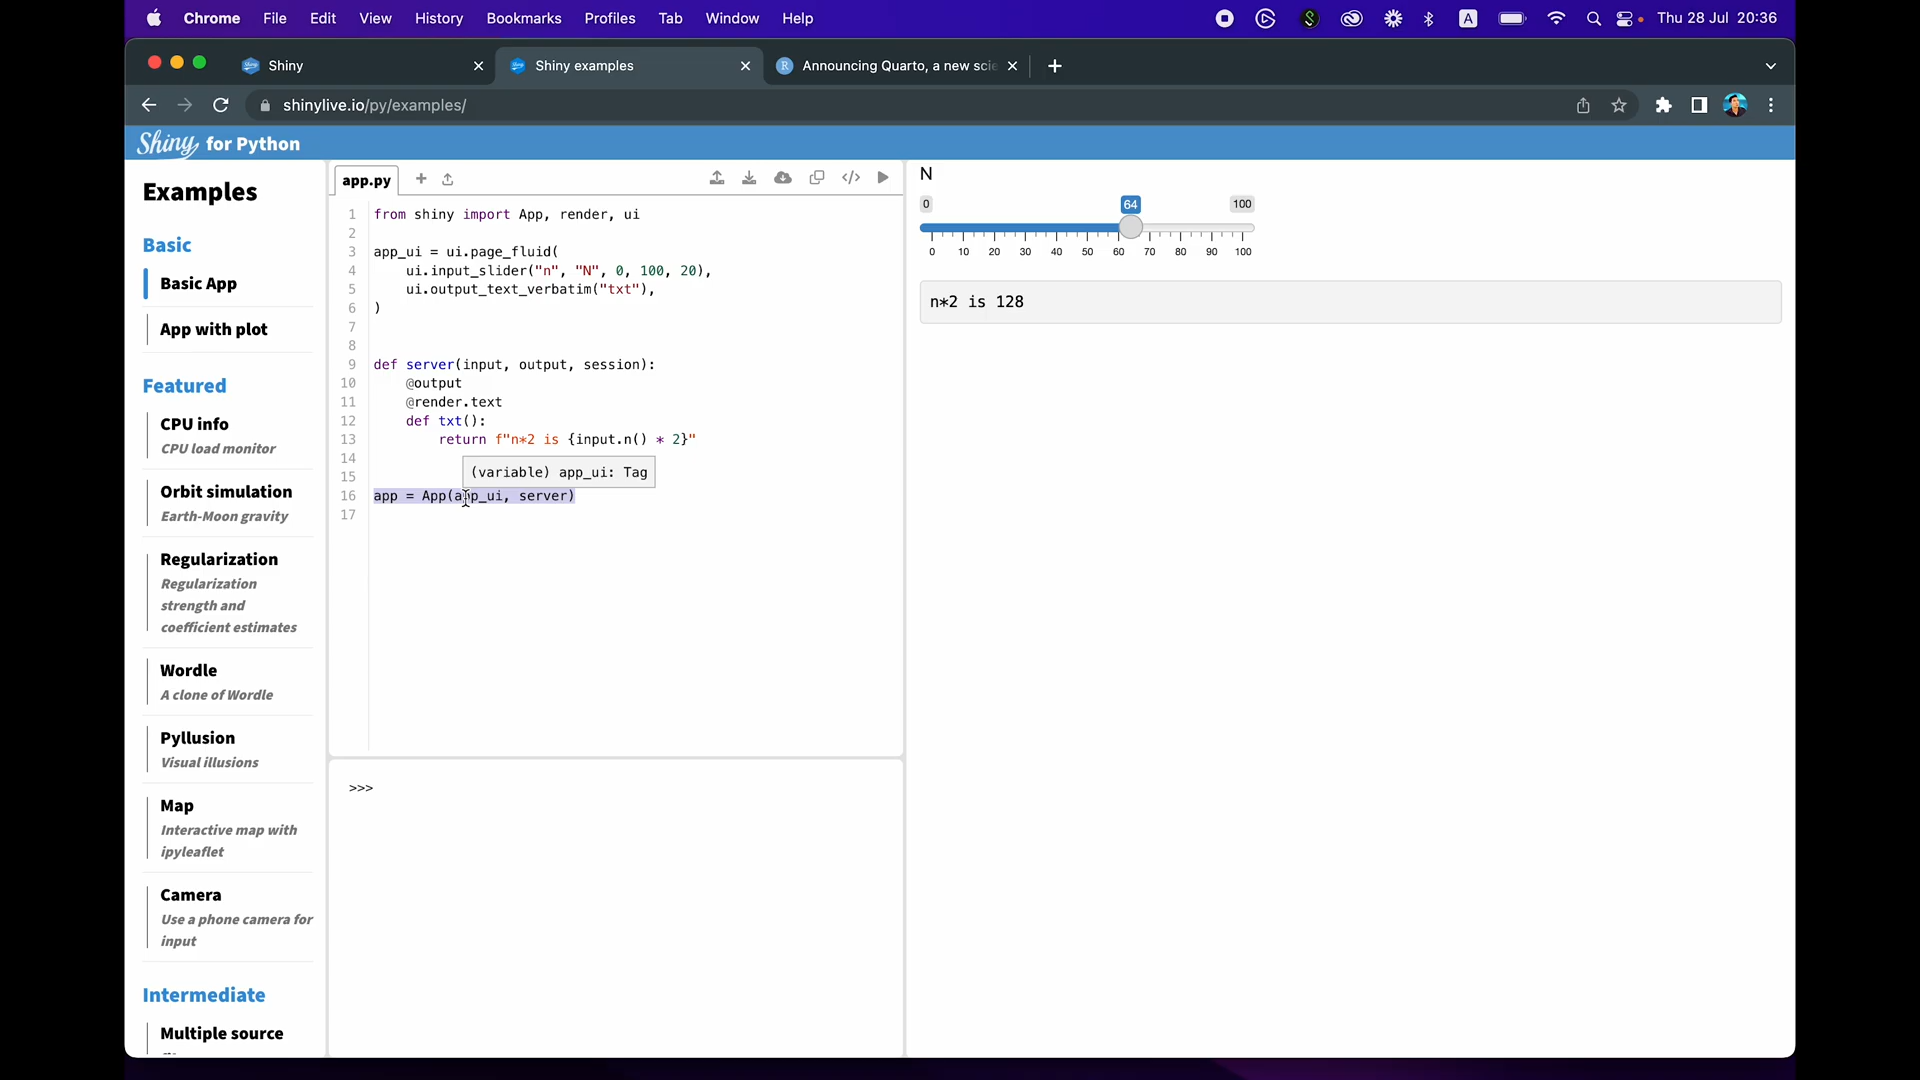 Chrome File Edit View History Bookmarks Profiles Tab Window Help A Thu 28 Jul 20:36
Shiny Shiny examples R Announcing Quarto, a new scie
shinylive.io/py/examples/
Shiny for Python
Examples
Basic
Basic App
App with plot
Featured
CPU info
CPU load monitor
Orbit simulation
Earth-Moon gravity
Regularization
Regularization
strength and
coefficient estimates
Wordle
A clone of Wordle
Pyllusion
Visual illusions
Map
Interactive map with
ipyleaflet
Camera
Use a phone camera for
input
Intermediate
Multiple source
app.py +
1 from shiny import App, render, ui
2
3 app_ui = ui.page_fluid(
4 ui.input_slider("n", "N", 0, 100, 20),
5 ui.output_text_verbatim("txt"),
6 )
7
8
9 def server(input, output, session):
10 @output
11 @render.text
12 def txt():
13 return f"n*2 is {input.n() * 2}"
14
15
(variable) app_ui: Tag
16 app = App(app_ui, server)
17
>>>
N
0 64 100
0 10 20 30 40 50 60 70 80 90 100
n*2 is 128